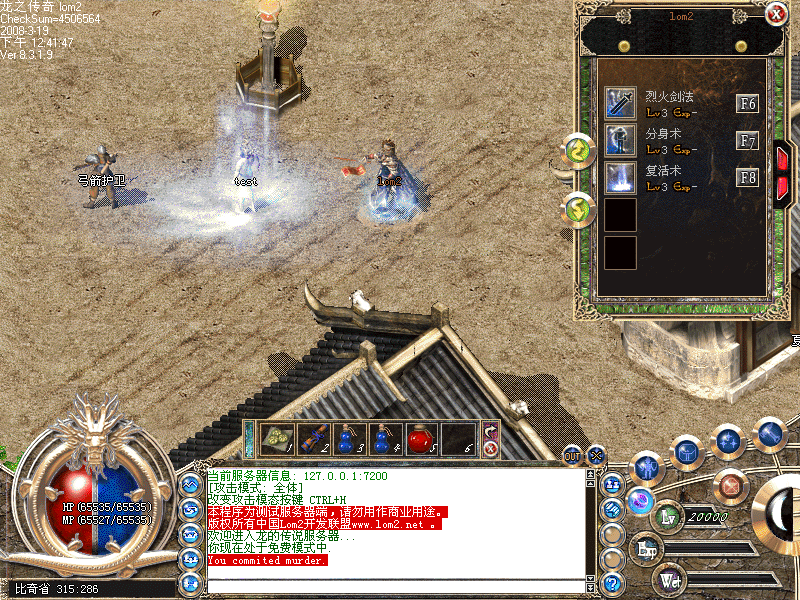 龙之传奇 lom2
CheckSum=4506564
2008-3-19
下午 12:41:47
Ver 8.3.1.9
lom2
烈火剑法
Lv 3 Exp-
F6
分身术
Lv 3 Exp-
F7
复活术
Lv 3 Exp-
F8
弓箭护卫
test
lom2
1 2 3 4 5 6
OUT
当前服务器信息: 127.0.0.1:7200
[攻击模式: 全体]
改变攻击模态按键 CTRL+H
本程序为测试服务器端，请勿用作商业用途。
版权所有中国Lom2开发联盟www.lom2.net 。
欢迎进入龙的传说服务器...
你现在处于免费模式中.
You commited murder.
HP (65535/65535)
MP (65527/65535)
比奇省 315:286
Lv 20000
Exp
Wet